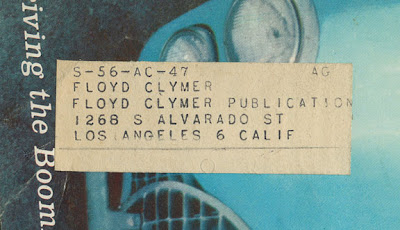 iving the Boom
S-56-AC-47 AG
FLOYD CLYMER
FLOYD CLYMER PUBLICATION
1268 S ALVARADO ST
LOS ANGELES 6 CALIF